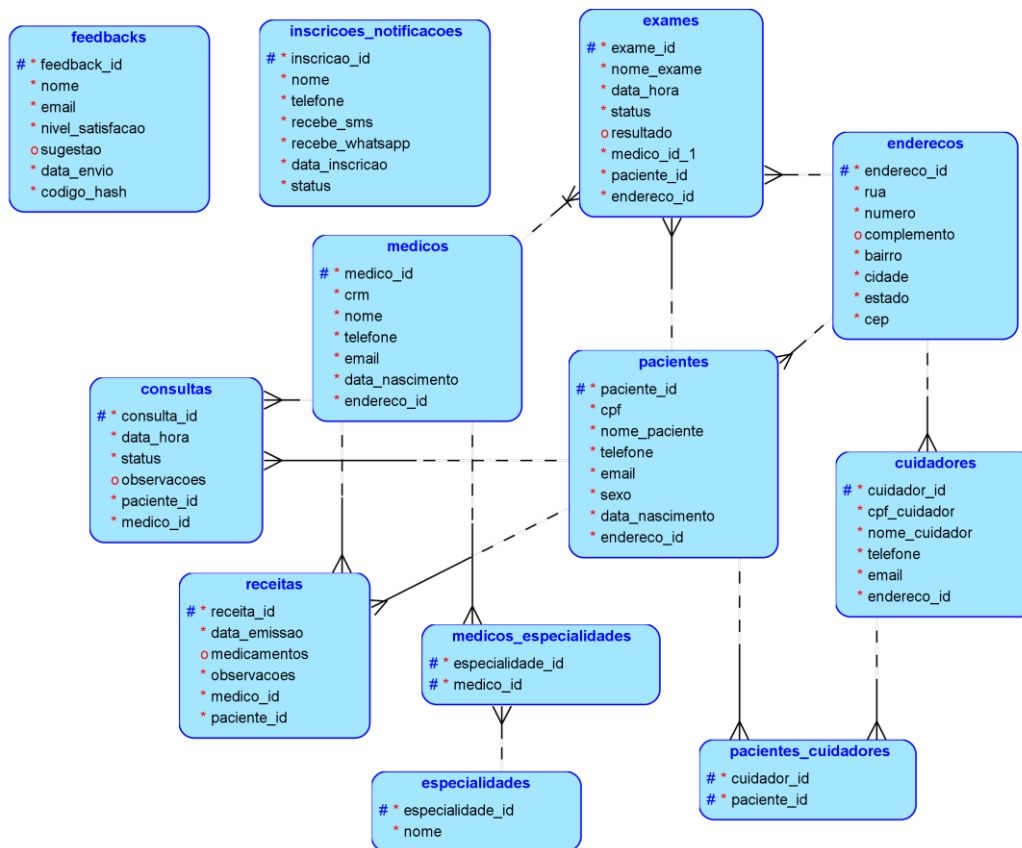 feedbacks
# * feedback_id
* nome
* email
* nivel_satisfacao
o sugestao
* data_envio
* codigo_hash
inscricoes_notificacoes
# * inscricao_id
* nome
* telefone
* recebe_sms
* recebe_whatsapp
* data_inscricao
* status
exames
# * exame_id
* nome_exame
* data_hora
* status
o resultado
* medico_id_1
* paciente_id
* endereco_id
enderecos
# * endereco_id
* rua
* numero
o complemento
* bairro
* cidade
* estado
* cep
medicos
# * medico_id
* crm
* nome
* telefone
* email
* data_nascimento
* endereco_id
consultas
# * consulta_id
* data_hora
* status
o observacoes
* paciente_id
* medico_id
pacientes
# * paciente_id
* cpf
* nome_paciente
* telefone
* email
* sexo
* data_nascimento
* endereco_id
cuidadores
# * cuidador_id
* cpf_cuidador
* nome_cuidador
* telefone
* email
* endereco_id
receitas
# * receita_id
* data_emissao
o medicamentos
* observacoes
* medico_id
* paciente_id
medicos_especialidades
# * especialidade_id
# * medico_id
especialidades
# * especialidade_id
* nome
pacientes_cuidadores
# * cuidador_id
# * paciente_id